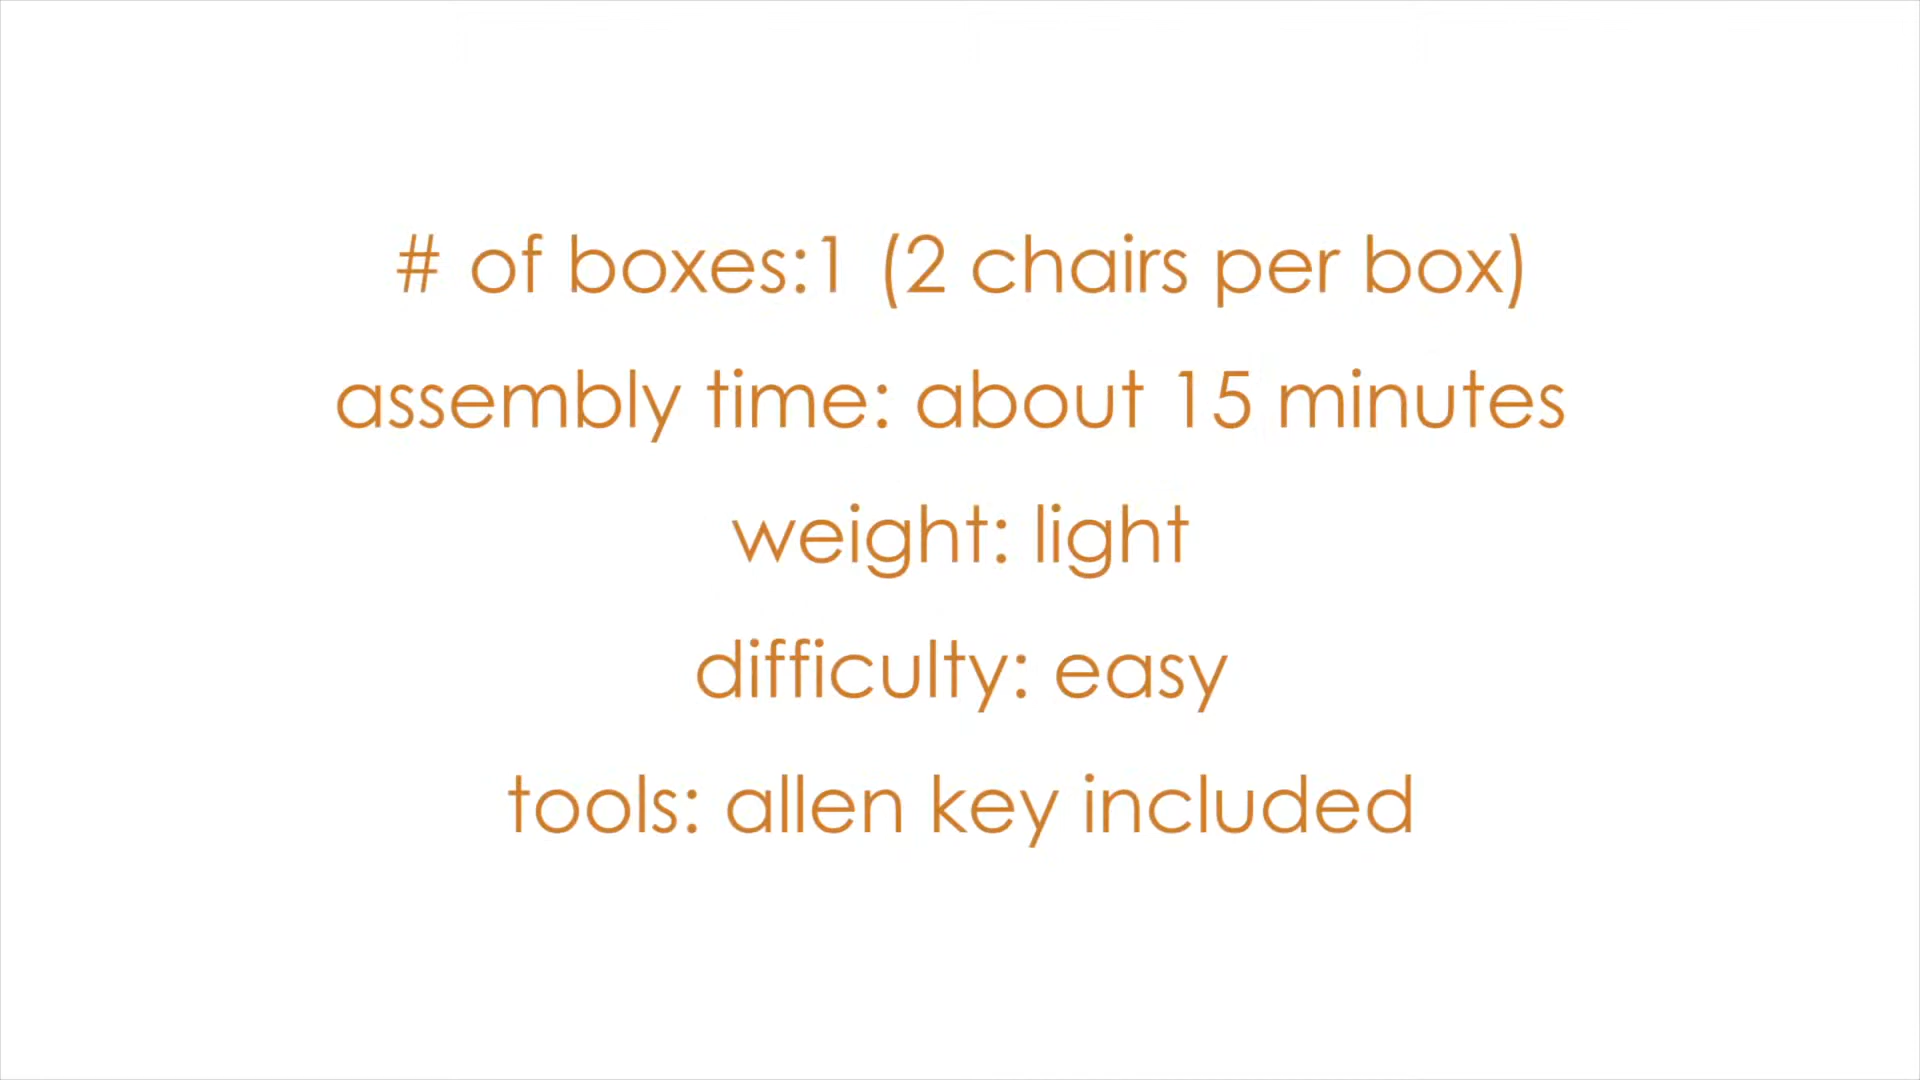 # of boxes:1 (2 chairs per box)
assembly time: about 15 minutes
weight: light
difficulty: easy
tools: allen key included